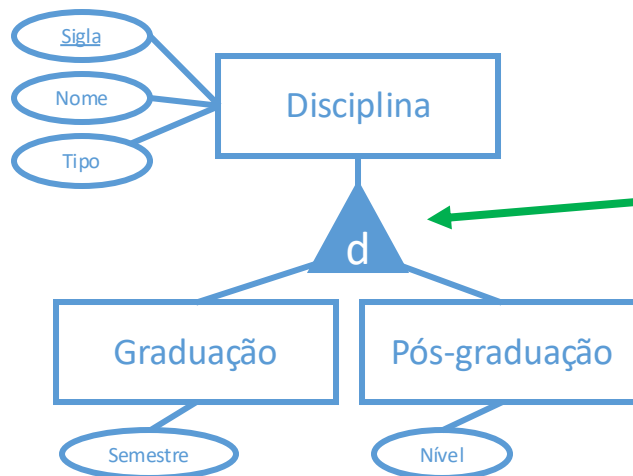 Sigla
Nome
Tipo
Disciplina
d
Graduação
Pós-graduação
Semestre
Nível